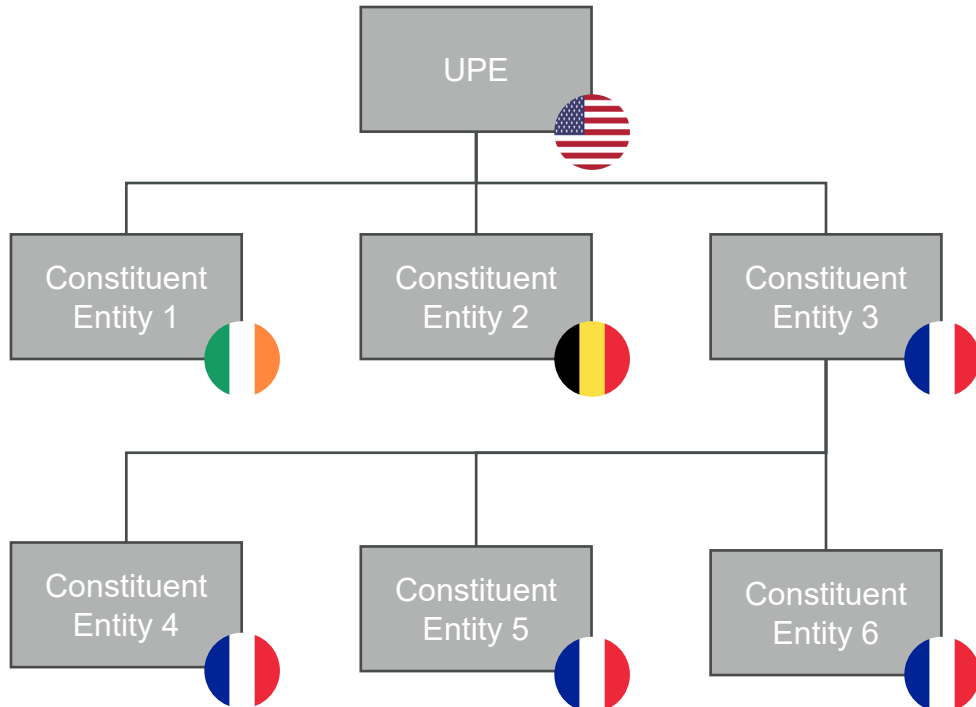 UPE
Constituent
Entity 1
Constituent
Entity 2
Constituent
Entity 3
Constituent
Entity 4
Constituent
Entity 5
Constituent
Entity 6